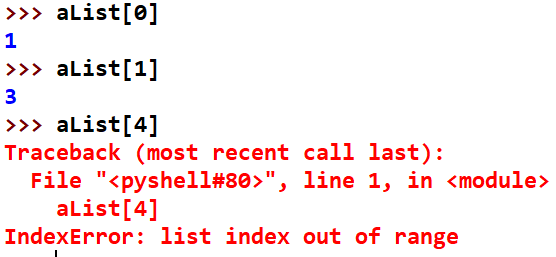 >>> aList[0]
1
>>> aList[1]
3
>>> aList[4]
Traceback (most recent call last):
  File "<pyshell#80>", line 1, in <module>
    aList[4]
IndexError: list index out of range